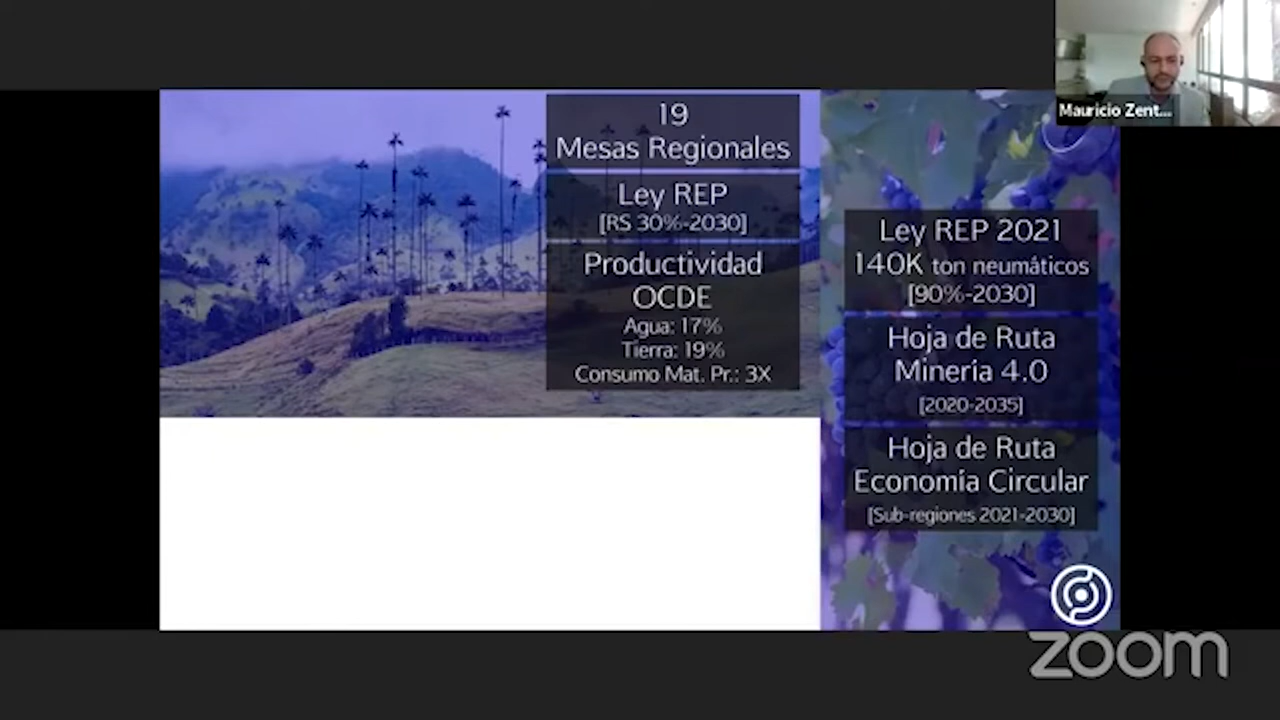 Mauricio Zent...
19
Mesas Regionales
Ley REP
[RS 30%-2030]
Productividad
OCDE
Agua: 17%
Tierra: 19%
Consumo Mat. Pr.: 3X
Ley REP 2021
140K ton neumáticos
[90%-2030]
Hoja de Ruta
Minería 4.0
[2020-2035]
Hoja de Ruta
Economía Circular
[Sub-regiones 2021-2030]
zoom